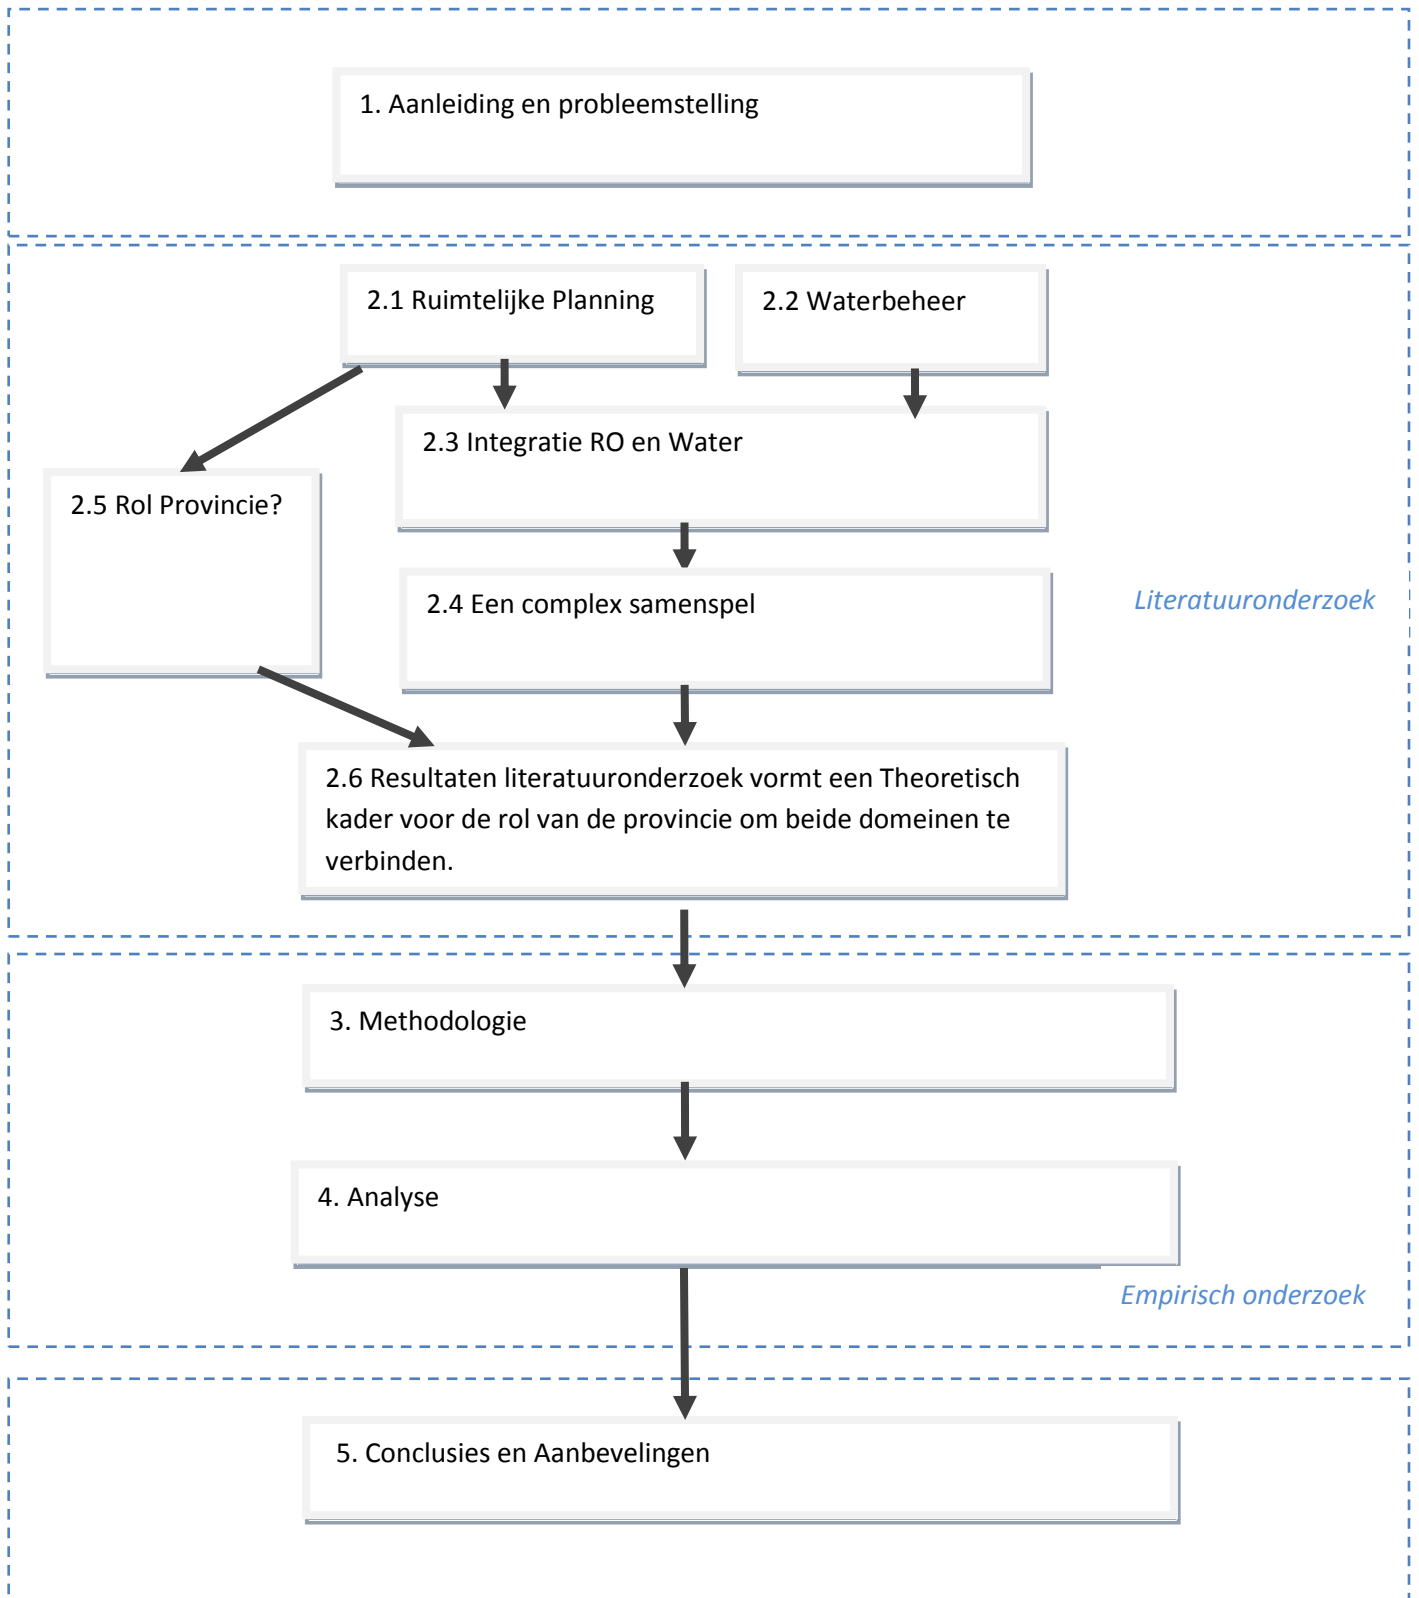 1. Aanleiding en probleemstelling
2.1 Ruimtelijke Planning
2.2 Waterbeheer
2.3 Integratie RO en Water
2.5 Rol Provincie?
2.4 Een complex samenspel
Literatuuronderzoek
2.6 Resultaten literatuuronderzoek vormt een Theoretisch
kader voor de rol van de provincie om beide domeinen te
verbinden.
3. Methodologie
4. Analyse
Empirisch onderzoek
5. Conclusies en Aanbevelingen